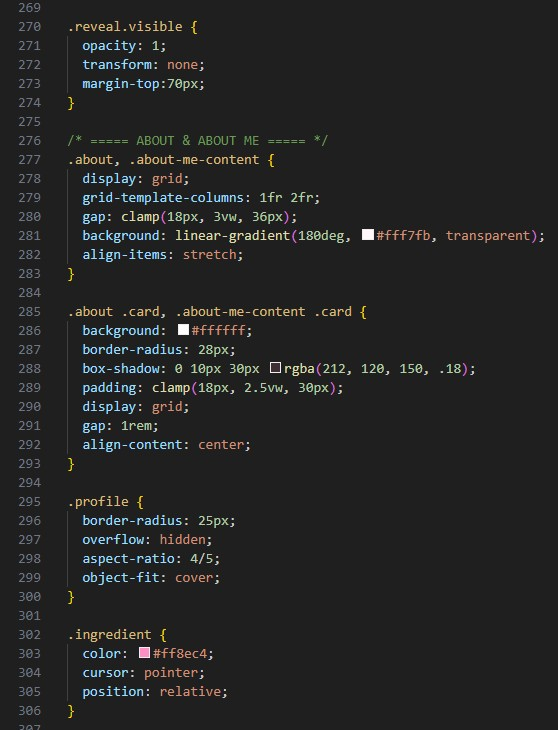 269
270 .reveal.visible {
271   opacity: 1;
272   transform: none;
273   margin-top:70px;
274 }
275
276 /* ===== ABOUT & ABOUT ME ===== */
277 .about, .about-me-content {
278   display: grid;
279   grid-template-columns: 1fr 2fr;
280   gap: clamp(18px, 3vw, 36px);
281   background: linear-gradient(180deg, #fff7fb, transparent);
282   align-items: stretch;
283 }
284
285 .about .card, .about-me-content .card {
286   background: #ffffff;
287   border-radius: 28px;
288   box-shadow: 0 10px 30px rgba(212, 120, 150, .18);
289   padding: clamp(18px, 2.5vw, 30px);
290   display: grid;
291   gap: 1rem;
292   align-content: center;
293 }
294
295 .profile {
296   border-radius: 25px;
297   overflow: hidden;
298   aspect-ratio: 4/5;
299   object-fit: cover;
300 }
301
302 .ingredient {
303   color: #ff8ec4;
304   cursor: pointer;
305   position: relative;
306 }
307